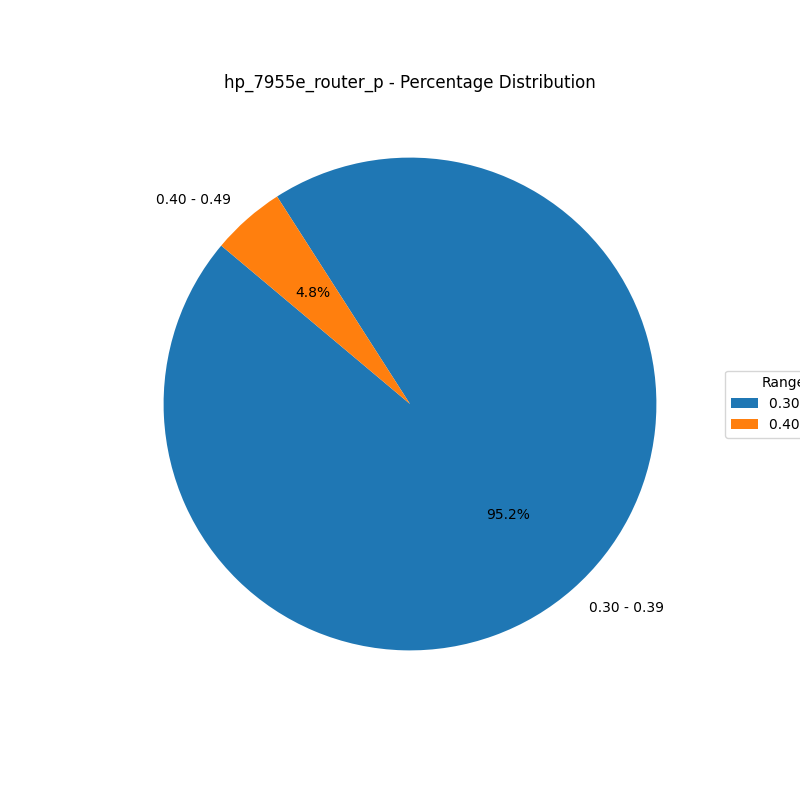 hp_7955e_router_p - Percentage Distribution
0.40 - 0.49
4.8%
Range
0.30
0.40
95.2%
0.30 - 0.39